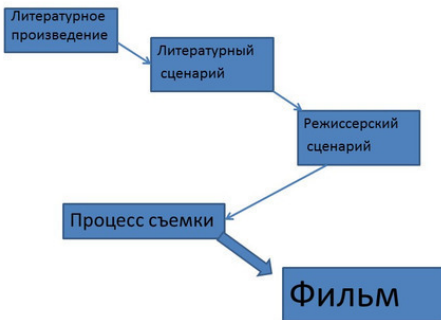 Литературное
произведение
Литературный
сценарий
Режиссерский
сценарий
Процесс съемки
Фильм